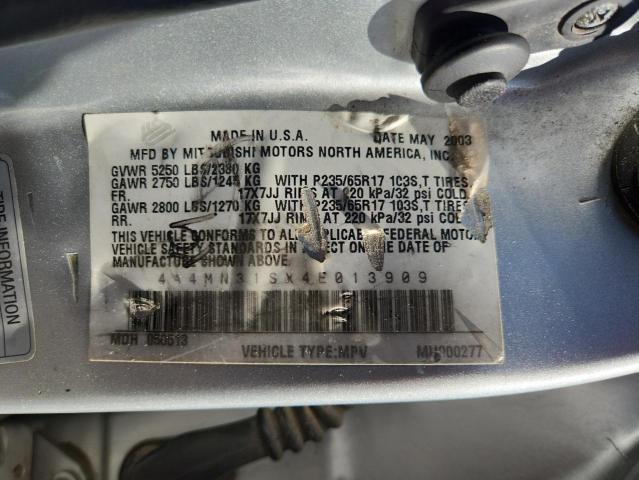 MADE IN U.S.A. DATE MAY 2003
MFD BY MITSUBISHI MOTORS NORTH AMERICA, INC.
GVWR 5250 LBS/2380 KG
GAWR 2750 LBS/1245 KG WITH P235/65R17 103S,T TIRES
FR. 17X7JJ RIMS AT 220 kPa/32 psi COLD
GAWR 2800 LBS/1270 KG WITH P235/65R17 103S,T TIRES
RR. 17X7JJ RIMS AT 220 kPa/32 psi COLD
THIS VEHICLE CONFORMS TO ALL APPLICABLE FEDERAL MOTOR
VEHICLE SAFETY STANDARDS IN EFFECT ON THE DATE OF
MANUFACTURE SHOWN ABOVE.
4A4MN31SX4E013909
MDH 050513 VEHICLE TYPE:MPV MU000277
TIRE INFORMATION